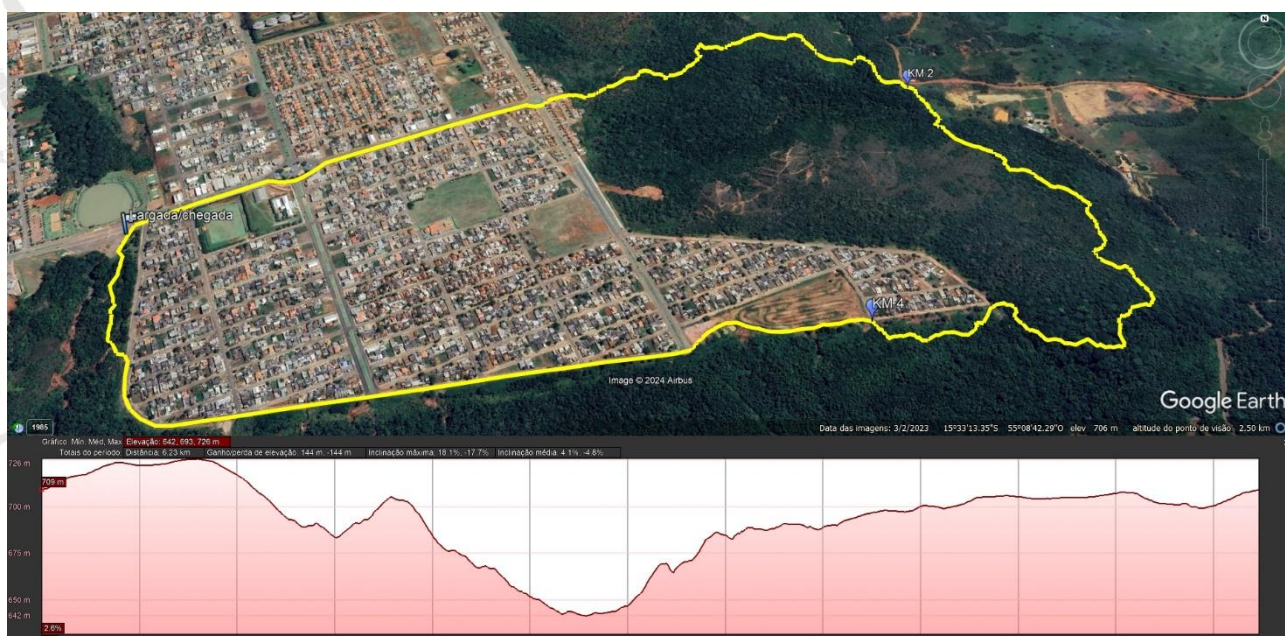 N
KM 2
Largada/chegada
KM 4
Image © 2024 Airbus
Google Earth
1985
Data das imagens: 3/2/2023 15°33'13.35"S 55°08'42.29"O elev 706 m altitude do ponto de visão 2,50 km
Gráfico Mín, Méd, Max Elevação: 642, 693, 726 m
Totais do período Distância: 6,23 km Ganho/perda de elevação: 144 m, -144 m Inclinação máxima: 18.1%, -17.7% Inclinação média: 4.1%, -4.8%
726 m
709 m
700 m
675 m
650 m
642 m
2.6%